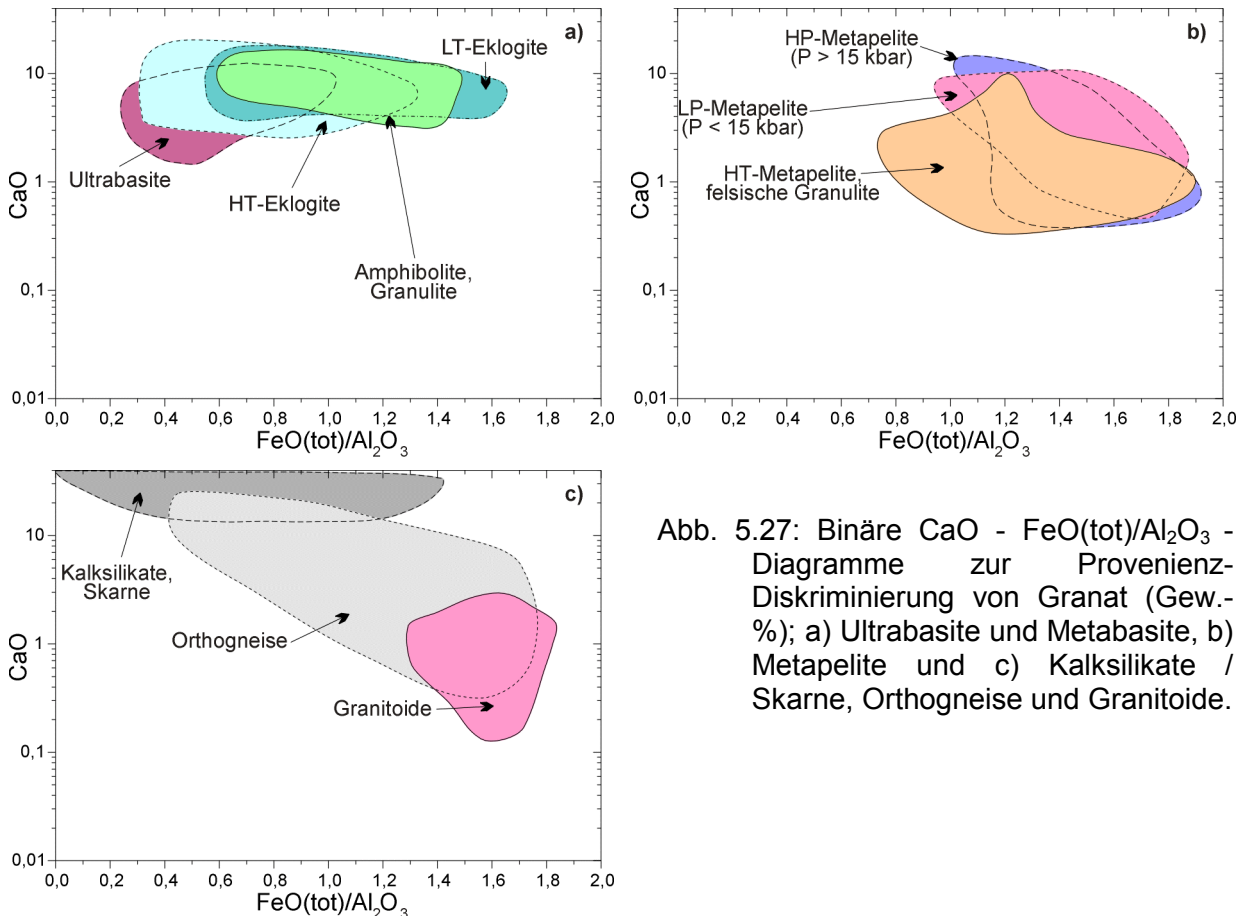 a)
LT-Eklogite
Ultrabasite
HT-Eklogite
Amphibolite,
Granulite
CaO
10
1
0,1
0,01
0,0 0,2 0,4 0,6 0,8 1,0 1,2 1,4 1,6 1,8 2,0
FeO(tot)/Al₂O₃
b)
HP-Metapelite
(P > 15 kbar)
LP-Metapelite
(P < 15 kbar)
HT-Metapelite,
felsische Granulite
CaO
10
1
0,1
0,01
0,0 0,2 0,4 0,6 0,8 1,0 1,2 1,4 1,6 1,8 2,0
FeO(tot)/Al₂O₃
c)
Kalksilikate,
Skarne
Orthogneise
Granitoide
CaO
10
1
0,1
0,01
0,0 0,2 0,4 0,6 0,8 1,0 1,2 1,4 1,6 1,8 2,0
FeO(tot)/Al₂O₃
Abb. 5.27: Binäre CaO - FeO(tot)/Al₂O₃ -
Diagramme zur Provenienz-
Diskriminierung von Granat (Gew.-
%); a) Ultrabasite und Metabasite, b)
Metapelite und c) Kalksilikate /
Skarne, Orthogneise und Granitoide.